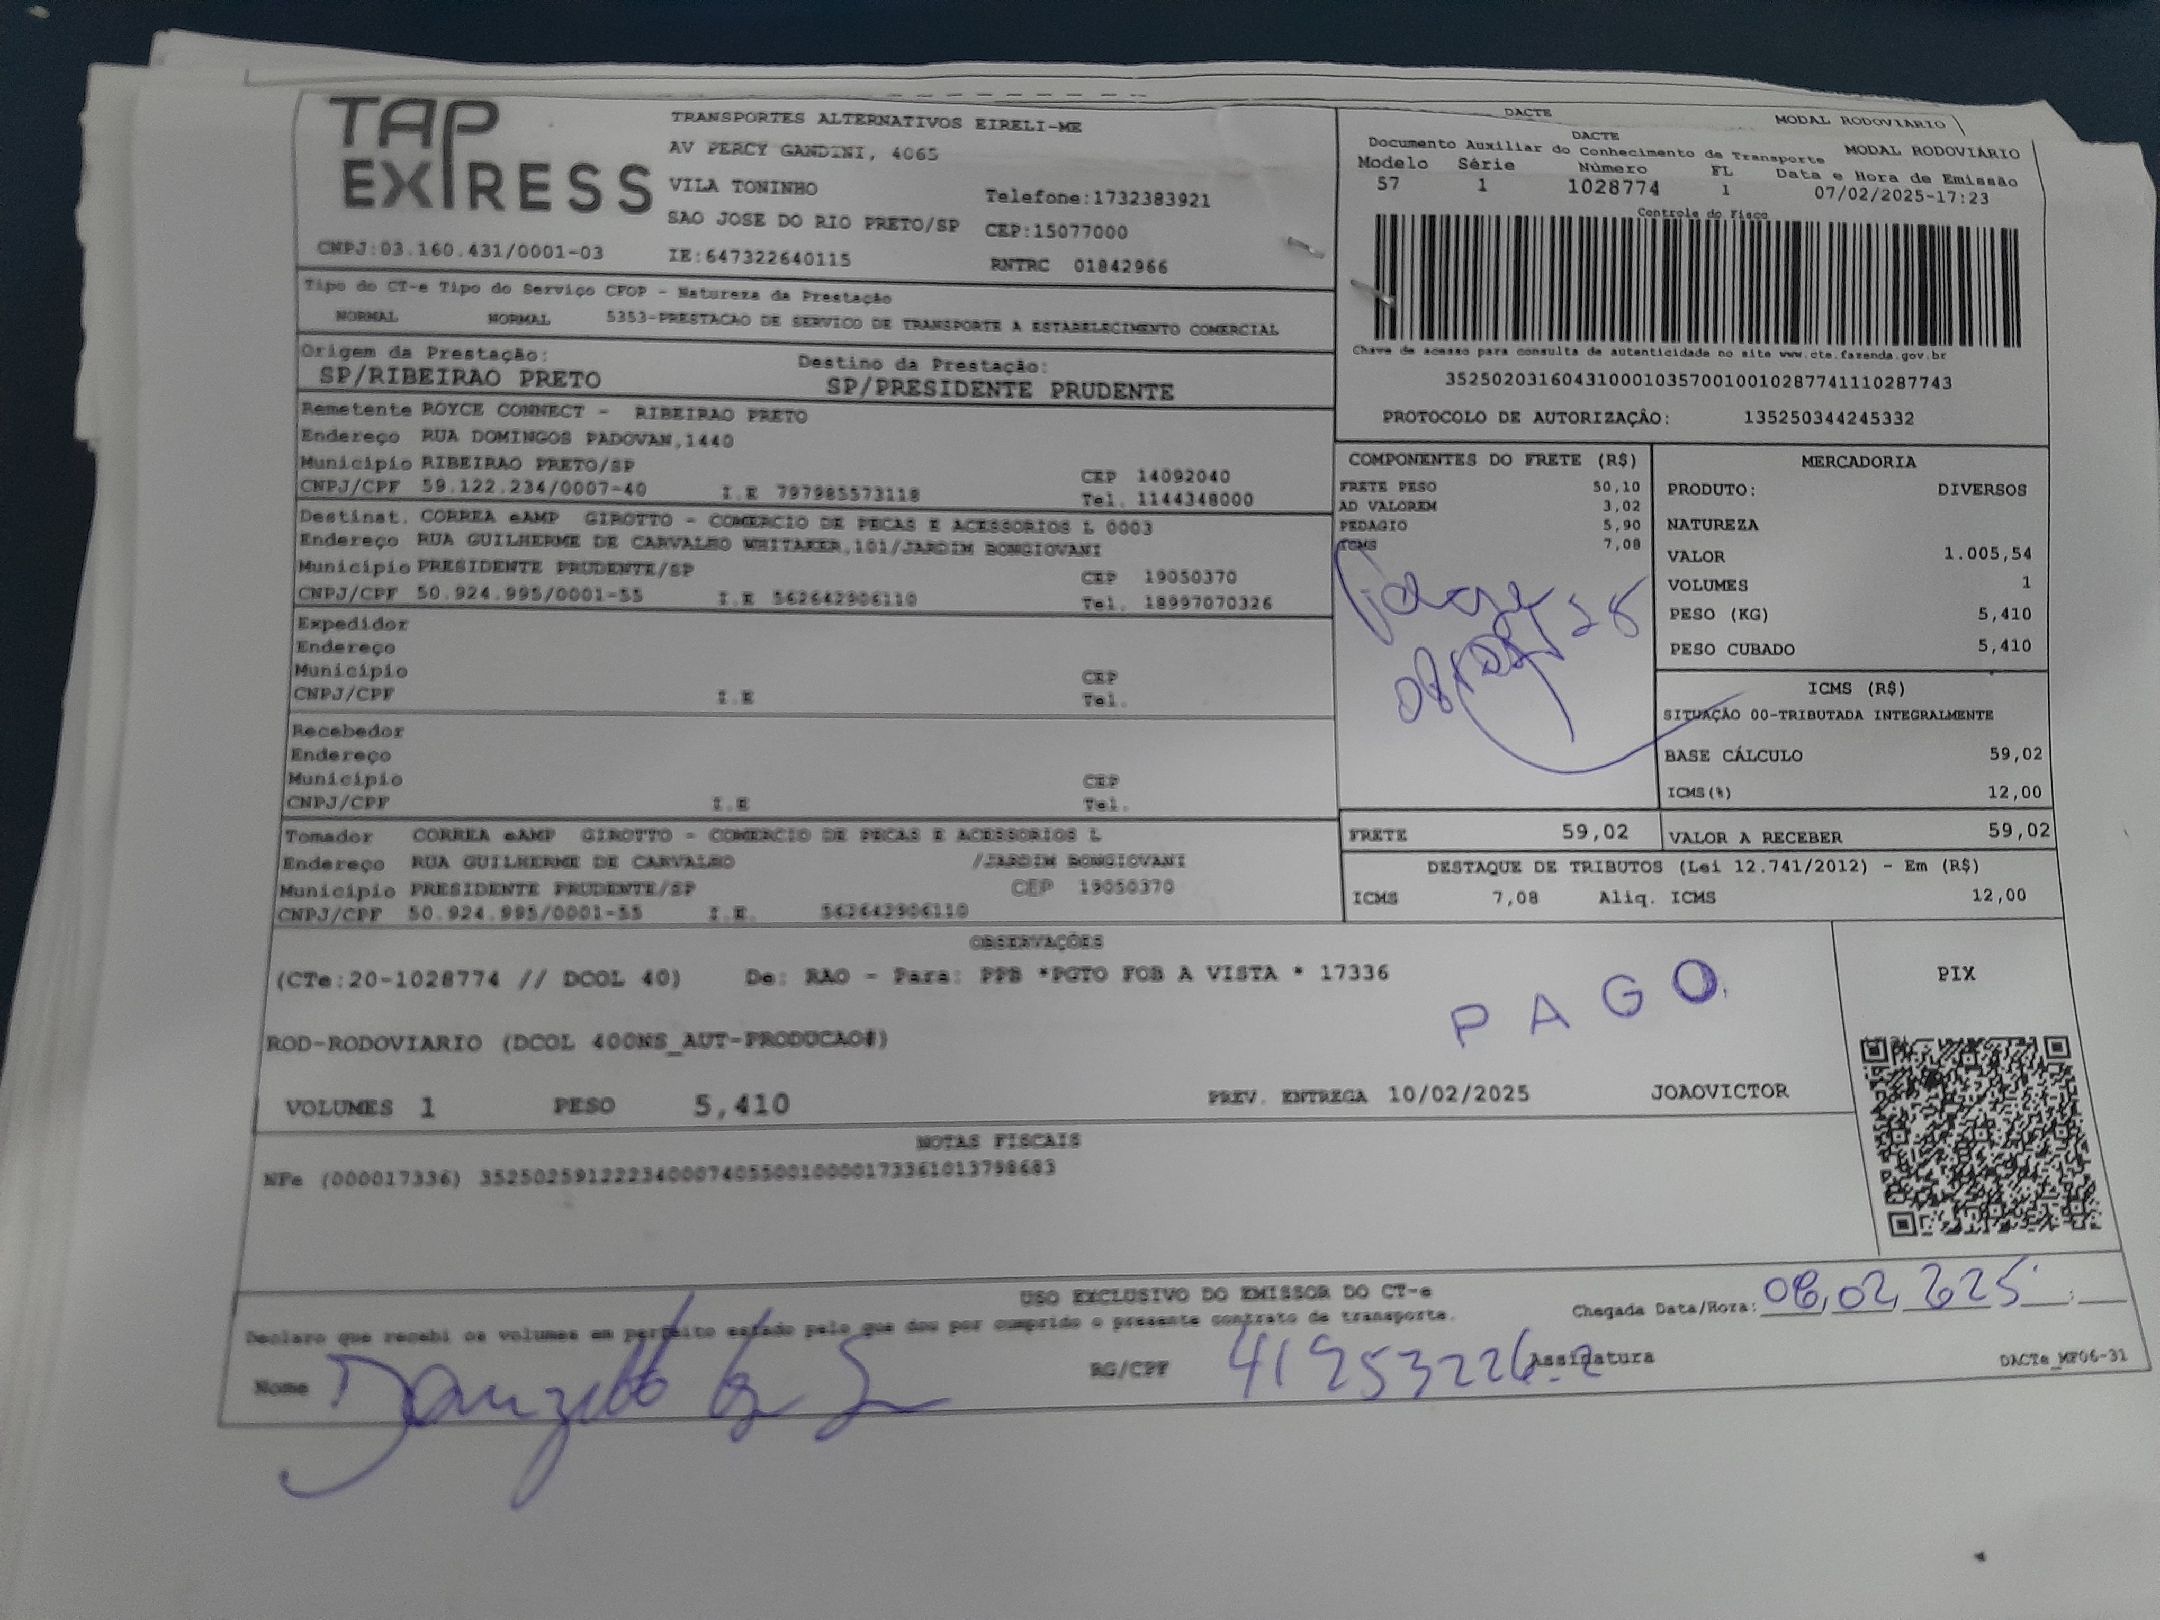 TAP EXPRESS
TRANSPORTES ALTERNATIVOS EIRELI-ME
AV PERCY GANDINI, 4065
VILA TONINHO
Telefone:1732383921
SAO JOSE DO RIO PRETO/SP CEP:15077000
CNPJ:03.160.431/0001-03 IE:647322640115 RNTRC 01842966
DACTE MODAL RODOVIARIO
DACTE
Documento Auxiliar do Conhecimento de Transporte MODAL RODOVIARIO
Modelo Série Número FL Data e Hora de Emissão
57 1 1028774 1 07/02/2025-17:23
Controle do Fisco
Chave de acesso para consulta de autenticidade no site www.cte.fazenda.gov.br
35250203160431000103570010010287741110287743
PROTOCOLO DE AUTORIZAÇÂO: 135250344245332
Tipo do CT-e Tipo do Serviço CFOP - Natureza da Prestação
NORMAL NORMAL 5353-PRESTACAO DE SERVICO DE TRANSPORTE A ESTABELECIMENTO COMERCIAL
Origem da Prestação: Destino da Prestação:
SP/RIBEIRAO PRETO SP/PRESIDENTE PRUDENTE
Remetente ROYCE CONNECT - RIBEIRAO PRETO
Endereço RUA DOMINGOS PADOVAN,1440
Município RIBEIRAO PRETO/SP CEP 14092040
CNPJ/CPF 59.122.234/0007-40 I.E 797985573118 Tel. 1144348000
Destinat. CORREA eAMP GIROTTO - COMERCIO DE PECAS E ACESSORIOS L 0003
Endereço RUA GUILHERME DE CARVALHO WHITAKER,101/JARDIM BONGIOVANI
Município PRESIDENTE PRUDENTE/SP CEP 19050370
CNPJ/CPF 50.924.995/0001-55 I.E 562642906110 Tel. 18997070326
Expedidor
Endereço
Município CEP
CNPJ/CPF I.E Tel.
Recebedor
Endereço
Município CEP
CNPJ/CPF I.E Tel.
Tomador CORREA eAMP GIROTTO - COMERCIO DE PECAS E ACESSORIOS L
Endereço RUA GUILHERME DE CARVALHO /JARDIM BONGIOVANI
Município PRESIDENTE PRUDENTE/SP CEP 19050370
CNPJ/CPF 50.924.995/0001-55 I.E. 562642906110
COMPONENTES DO FRETE (R$)
FRETE PESO 50,10
AD VALOREM 3,02
PEDAGIO 5,90
ICMS 7,08
FRETE 59,02
MERCADORIA
PRODUTO: DIVERSOS
NATUREZA
VALOR 1.005,54
VOLUMES 1
PESO (KG) 5,410
PESO CUBADO 5,410
ICMS (R$)
SITUAÇÃO 00-TRIBUTADA INTEGRALMENTE
BASE CÁLCULO 59,02
ICMS(%) 12,00
VALOR A RECEBER 59,02
DESTAQUE DE TRIBUTOS (Lei 12.741/2012) - Em (R$)
ICMS 7,08 Aliq. ICMS 12,00
OBSERVAÇÕES
(CTe:20-1028774 // DCOL 40) De: RAO - Para: PPB *PGTO FOB A VISTA * 17336
PAGO
ROD-RODOVIARIO (DCOL 400NS_AUT-PRODUCAO#)
VOLUMES 1 PESO 5,410 PREV. ENTREGA 10/02/2025 JOAOVICTOR
PIX
NOTAS FISCAIS
NFe (000017336) 35250259122234000740550010000173361013798683
USO EXCLUSIVO DO EMISSOR DO CT-e
Declaro que recebi os volumes em perfeito estado pelo que dou por cumprido o presente contrato de transporte.
Chegada Data/Hora: 08,02,2025
Nome RG/CPF Assinatura
DACTe_MF06-31